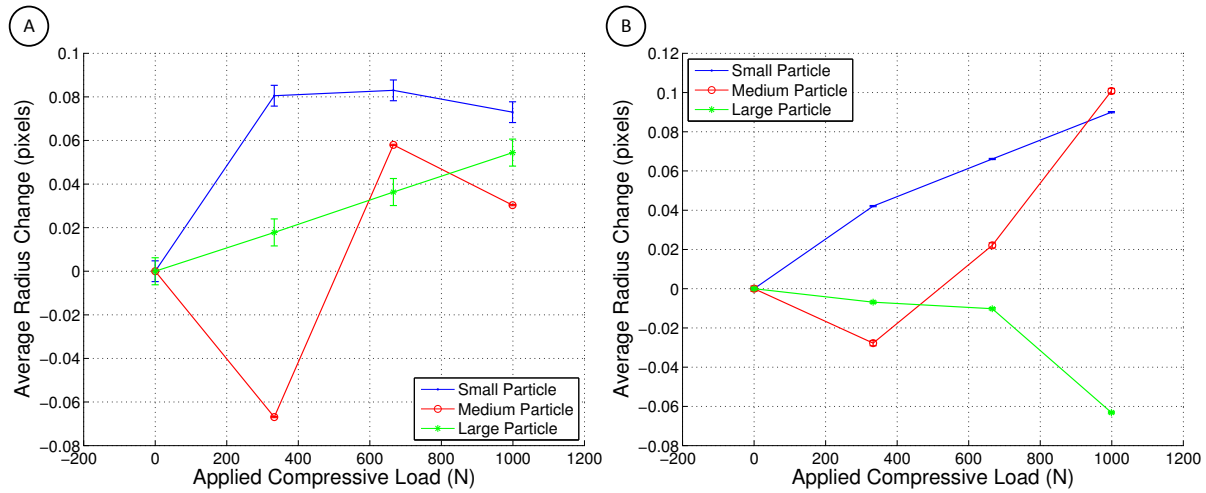 A
0.1
0.08
0.06
0.04
0.02
0
−0.02
−0.04
−0.06
−0.08
−200 0 200 400 600 800 1000 1200
Average Radius Change (pixels)
Applied Compressive Load (N)
Small Particle
Medium Particle
Large Particle
B
0.12
0.1
0.08
0.06
0.04
0.02
0
−0.02
−0.04
−0.06
−0.08
−200 0 200 400 600 800 1000 1200
Average Radius Change (pixels)
Applied Compressive Load (N)
Small Particle
Medium Particle
Large Particle